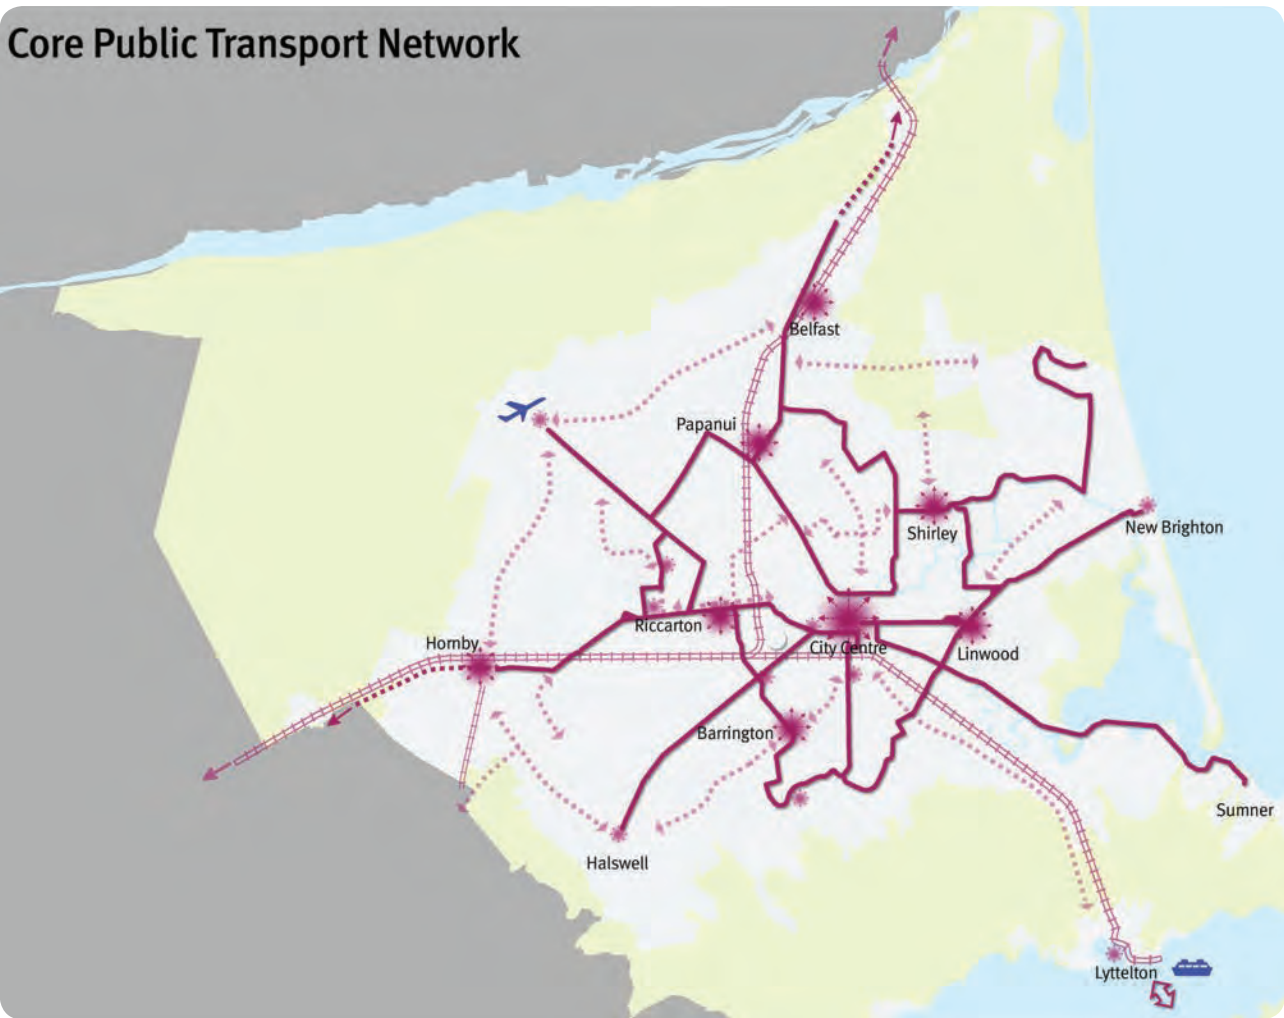 Core Public Transport Network
Belfast
Papanui
New Brighton
Shirley
Riccarton
Hornby
City Centre
Linwood
Barrington
Sumner
Halswell
Lyttelton